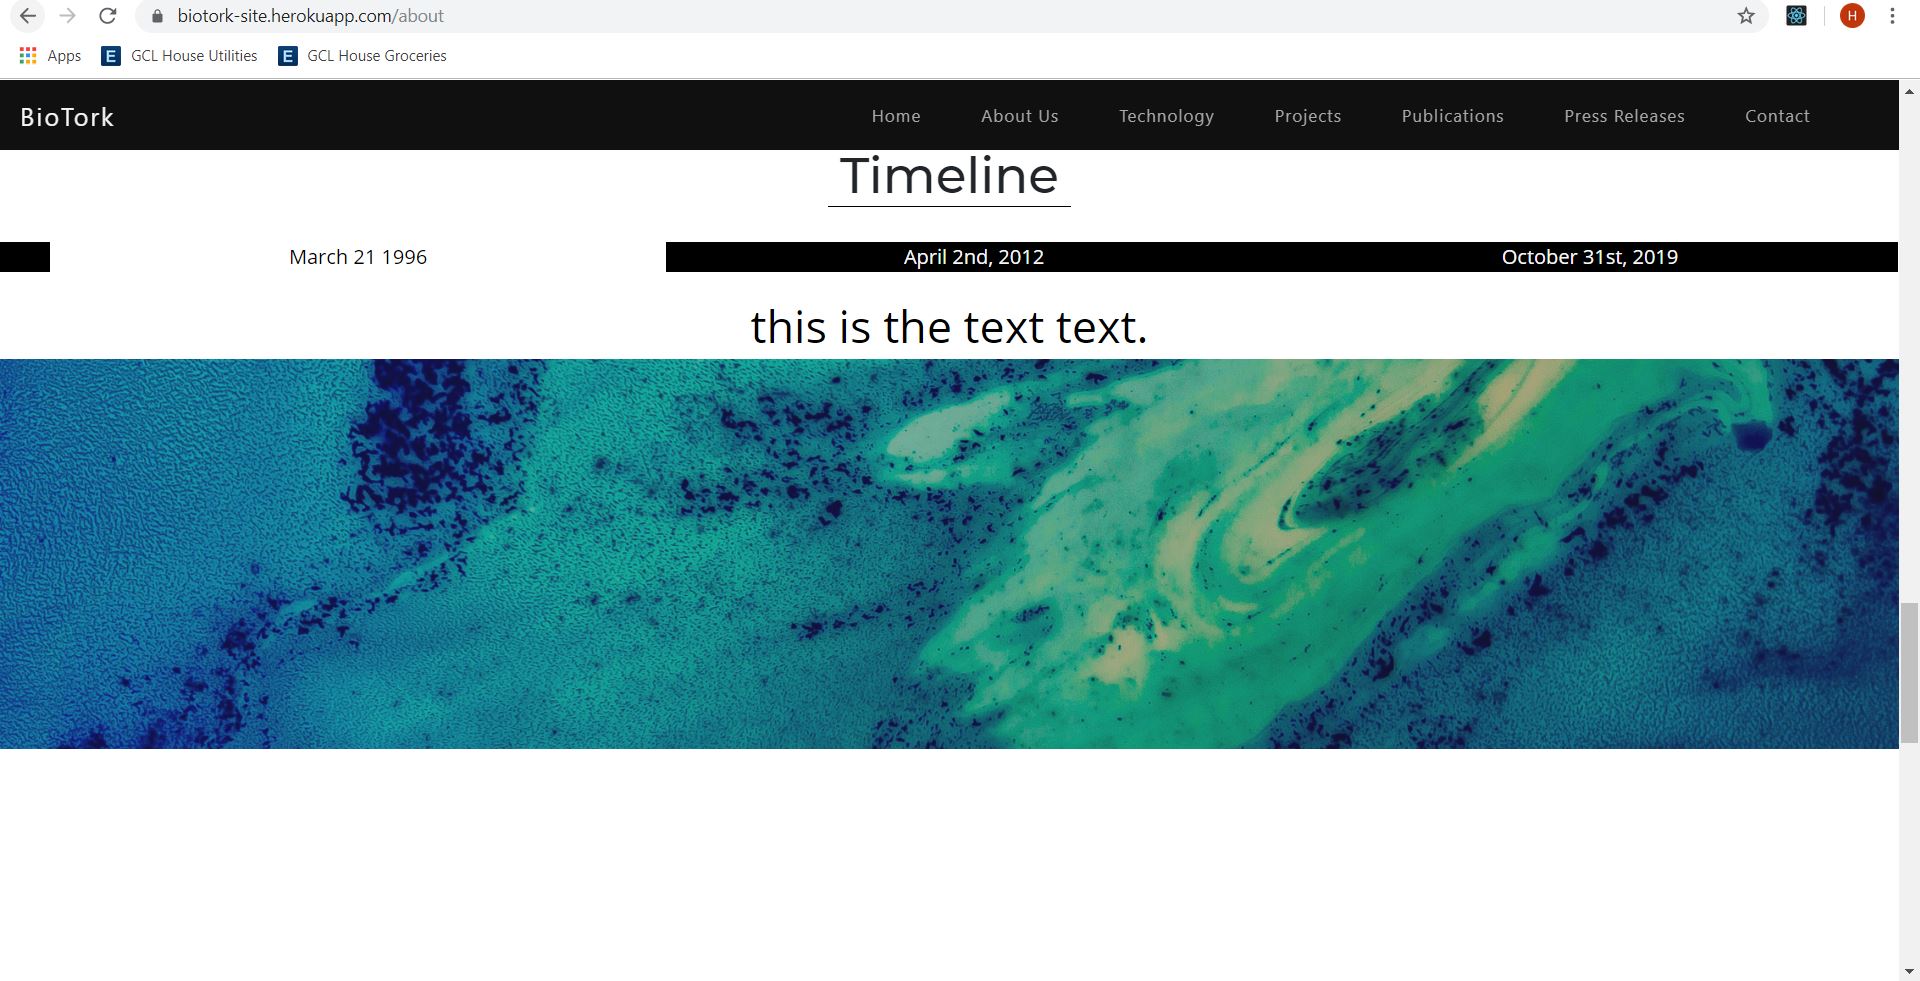 biotork-site.herokuapp.com/about
H
Apps E GCL House Utilities E GCL House Groceries
BioTork Home About Us Technology Projects Publications Press Releases Contact
Timeline
March 21 1996 April 2nd, 2012 October 31st, 2019
this is the text text.